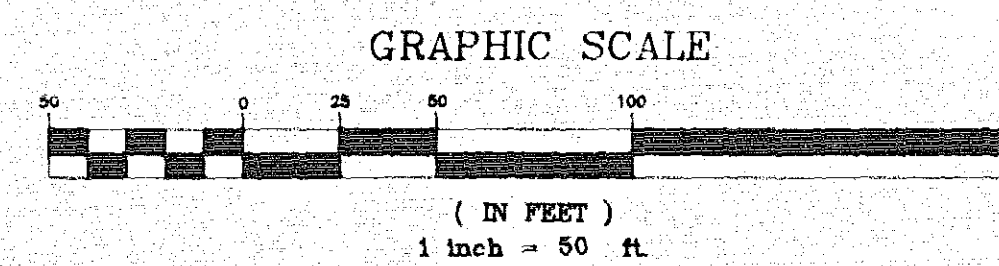 GRAPHIC SCALE
50 0 25 50 100
( IN FEET )
1 inch = 50 ft.